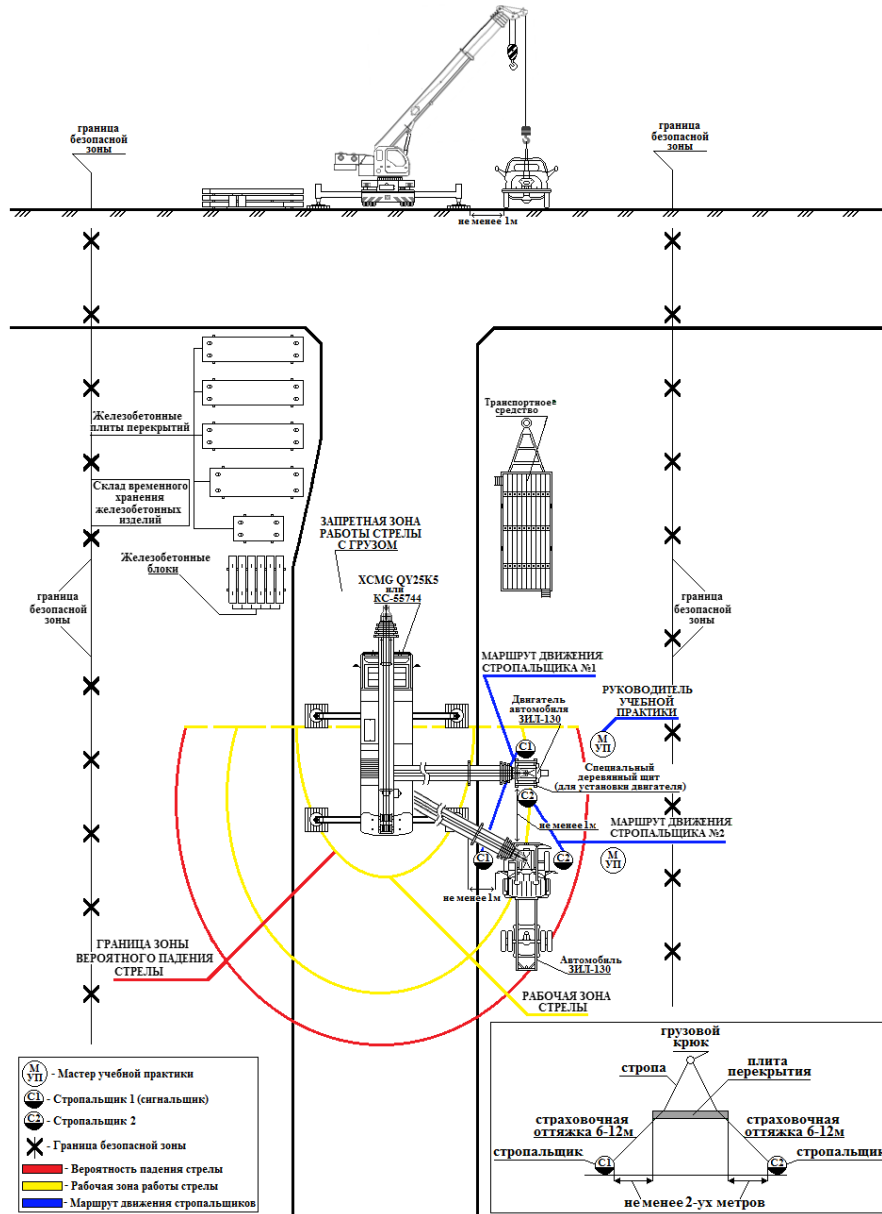 граница
безопасной
зоны
граница
безопасной
зоны
не менее 1м
Железобетонные
плиты перекрытий
Склад временного
хранения
железобетонных
изделий
Железобетонные
блоки
Транспортное
средство
ЗАПРЕТНАЯ ЗОНА
РАБОТЫ СТРЕЛЫ
С ГРУЗОМ
XCMG QY25K5
или
КС-55744
граница
безопасной
зоны
граница
безопасной
зоны
МАРШРУТ ДВИЖЕНИЯ
СТРОПАЛЬЩИКА №1
Двигатель
автомобиля
ЗИЛ-130
РУКОВОДИТЕЛЬ
УЧЕБНОЙ
ПРАКТИКИ
М
УП
С1
Специальный
деревянный щит
(для установки двигателя)
С2
не менее 1м
МАРШРУТ ДВИЖЕНИЯ
СТРОПАЛЬЩИКА №2
С1
С2
М
УП
не менее 1м
ГРАНИЦА ЗОНЫ
ВЕРОЯТНОГО ПАДЕНИЯ
СТРЕЛЫ
Автомобиль
ЗИЛ-130
РАБОЧАЯ ЗОНА
СТРЕЛЫ
М
УП
- Мастер учебной практики
С1
- Стропальщик 1 (сигнальщик)
С2
- Стропальщик 2
- Граница безопасной зоны
- Вероятность падения стрелы
- Рабочая зона работы стрелы
- Маршрут движения стропальщиков
грузовой
крюк
стропа
плита
перекрытия
страховочная
оттяжка 6-12м
страховочная
оттяжка 6-12м
стропальщик
С1
С2
стропальщик
не менее 2-ух метров